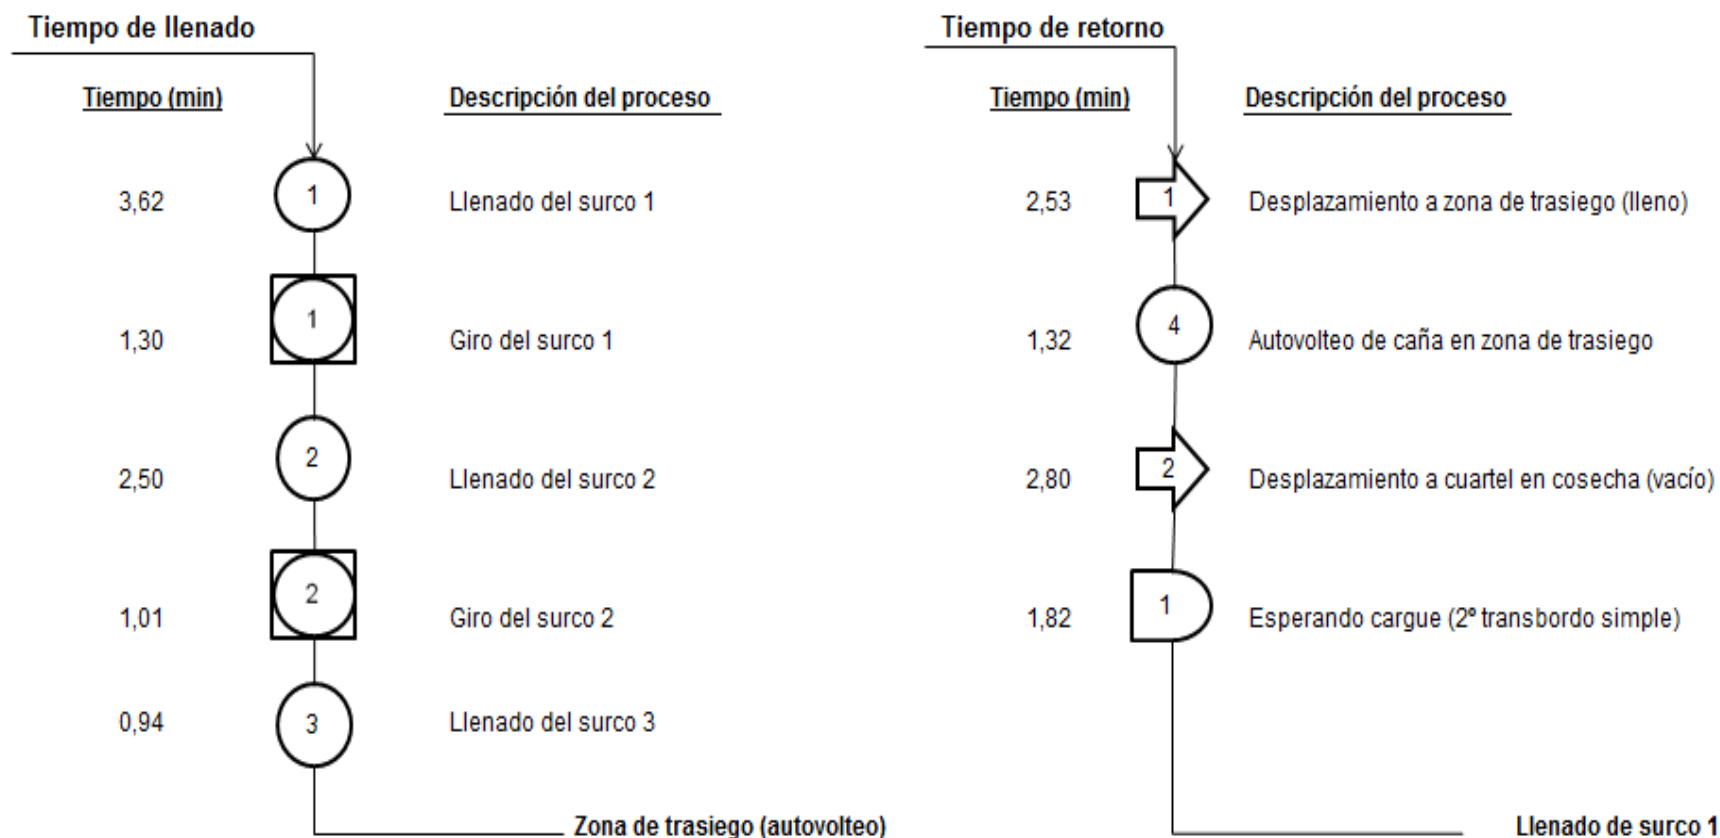 Tiempo de llenado
Tiempo (min) Descripción del proceso
3,62 1 Llenado del surco 1
1,30 1 Giro del surco 1
2,50 2 Llenado del surco 2
1,01 2 Giro del surco 2
0,94 3 Llenado del surco 3
Zona de trasiego (autovolteo)
Tiempo de retorno
Tiempo (min) Descripción del proceso
2,53 1 Desplazamiento a zona de trasiego (lleno)
1,32 4 Autovolteo de caña en zona de trasiego
2,80 2 Desplazamiento a cuartel en cosecha (vacío)
1,82 1 Esperando cargue (2º transbordo simple)
Llenado de surco 1